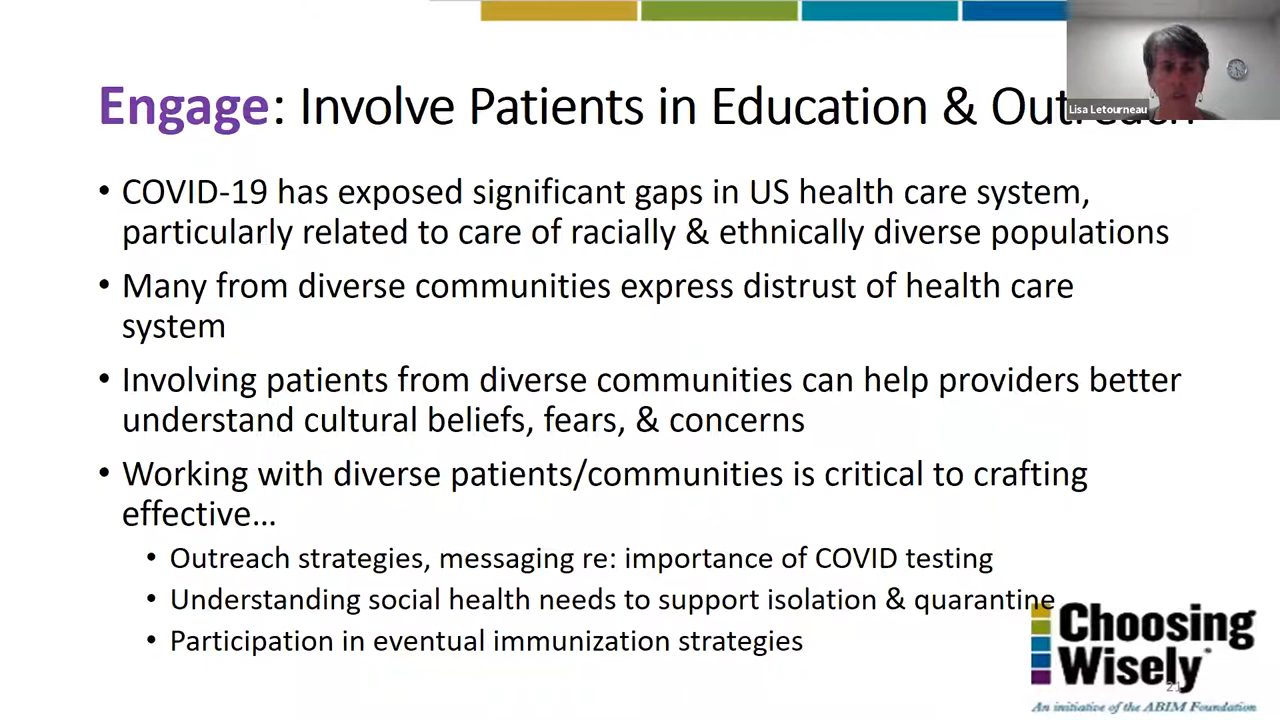 Engage: Involve Patients in Education & Outreach
Lisa Letourneau
• COVID-19 has exposed significant gaps in US health care system,
particularly related to care of racially & ethnically diverse populations
• Many from diverse communities express distrust of health care
system
• Involving patients from diverse communities can help providers better
understand cultural beliefs, fears, & concerns
• Working with diverse patients/communities is critical to crafting
effective…
• Outreach strategies, messaging re: importance of COVID testing
• Understanding social health needs to support isolation & quarantine
• Participation in eventual immunization strategies
Choosing
Wisely
21
An initiative of the ABIM Foundation